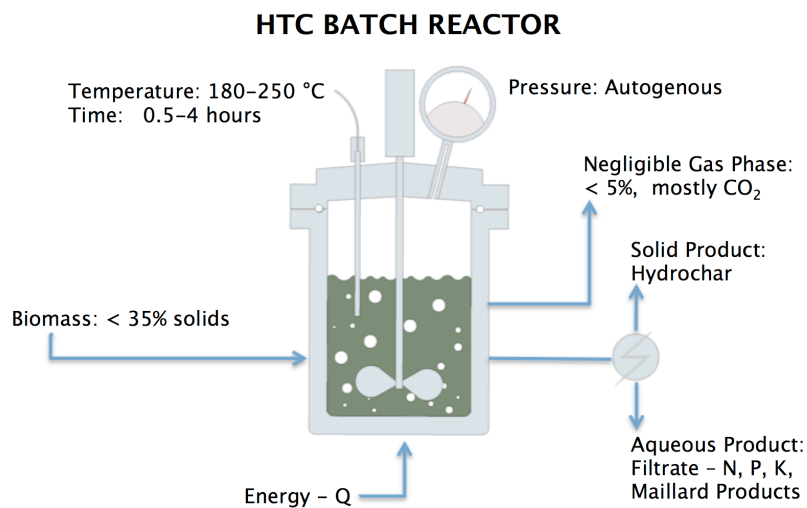 HTC BATCH REACTOR
Temperature: 180–250 °C
Time: 0.5–4 hours
Pressure: Autogenous
Negligible Gas Phase:
< 5%, mostly CO₂
Solid Product:
Hydrochar
Biomass: < 35% solids
Aqueous Product:
Filtrate – N, P, K,
Maillard Products
Energy – Q